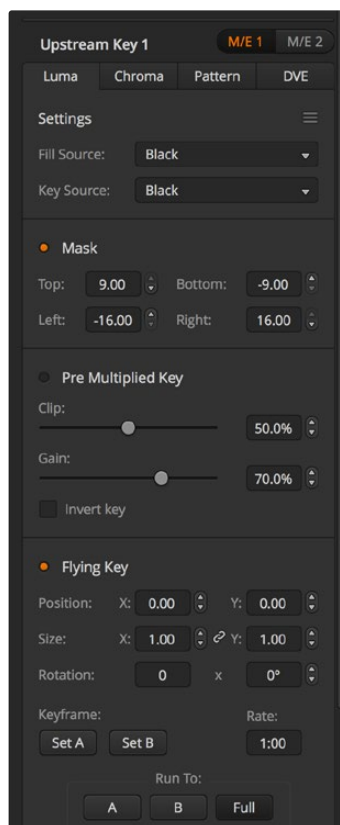 Upstream Key 1 M/E 1 M/E 2
Luma Chroma Pattern DVE
Settings
Fill Source: Black
Key Source: Black
Mask
Top: 9.00 Bottom: -9.00
Left: -16.00 Right: 16.00
Pre Multiplied Key
Clip:
50.0%
Gain:
70.0%
Invert key
Flying Key
Position: X: 0.00 Y: 0.00
Size: X: 1.00 Y: 1.00
Rotation: 0 x 0°
Keyframe: Rate:
Set A Set B 1:00
Run To:
A B Full